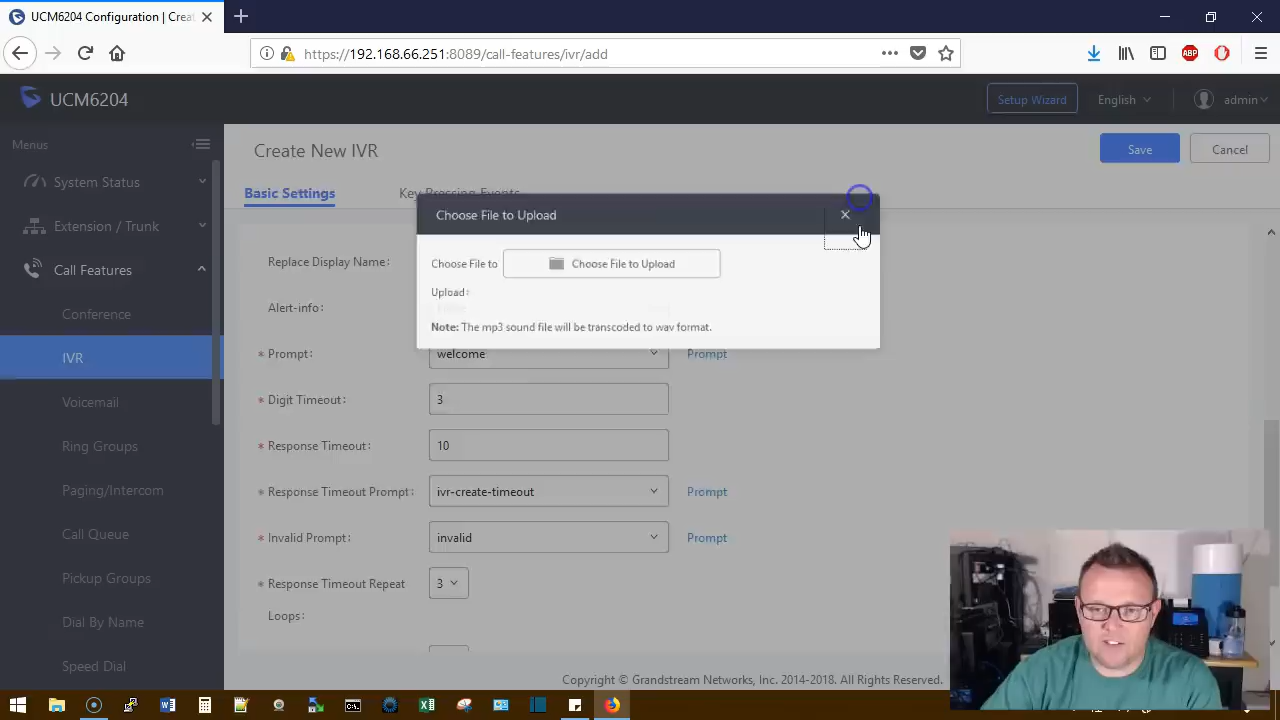 UCM6204 Configuration | Creat
https://192.168.66.251:8089/call-features/ivr/add
ABP
UCM6204
Setup Wizard
English
admin
Menus
System Status
Extension / Trunk
Call Features
Conference
IVR
Voicemail
Ring Groups
Paging/Intercom
Call Queue
Pickup Groups
Dial By Name
Speed Dial
Create New IVR
Save
Cancel
Basic Settings
Key Pressing Events
Choose File to Upload
Choose File to
Upload:
Choose File to Upload
Note: The mp3 sound file will be transcoded to wav format.
Replace Display Name:
Alert-info:
* Prompt:
welcome
Prompt
* Digit Timeout:
3
* Response Timeout:
10
* Response Timeout Prompt:
ivr-create-timeout
Prompt
* Invalid Prompt:
invalid
Prompt
* Response Timeout Repeat
Loops:
3
Copyright © Grandstream Networks, Inc. 2014-2018. All Rights Reserved.